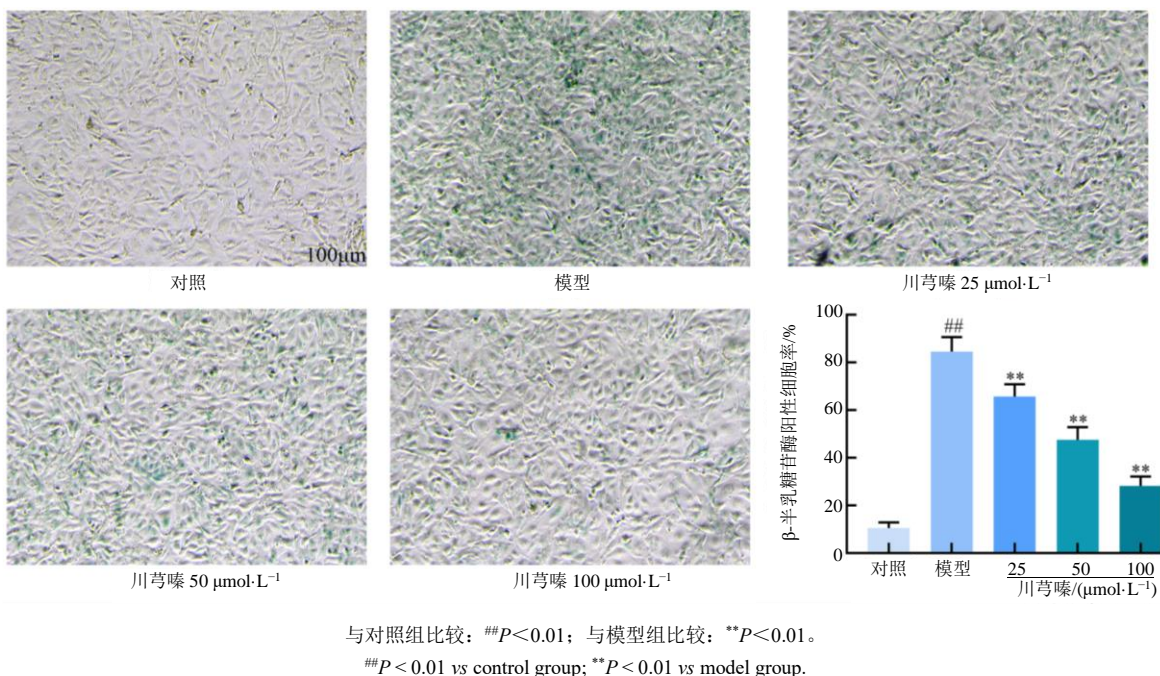 100μm
对照
模型
川芎嗪 25 μmol·L⁻¹
川芎嗪 50 μmol·L⁻¹
川芎嗪 100 μmol·L⁻¹
β-半乳糖苷酶阳性细胞率/%
100
80
60
40
20
0
##
**
**
**
对照
模型
25
50
100
川芎嗪/(μmol·L⁻¹)
与对照组比较：##P＜0.01；与模型组比较：**P＜0.01。
##P < 0.01 vs control group; **P < 0.01 vs model group.